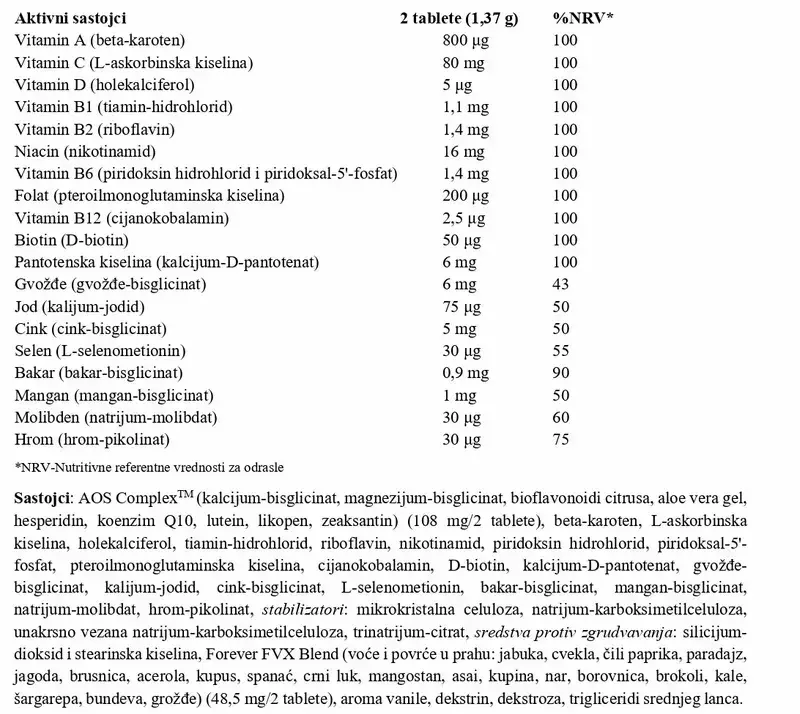 Aktivni sastojci 2 tablete (1,37 g) %NRV*
Vitamin A (beta-karoten) 800 µg 100
Vitamin C (L-askorbinska kiselina) 80 mg 100
Vitamin D (holekalciferol) 5 µg 100
Vitamin B1 (tiamin-hidrohlorid) 1,1 mg 100
Vitamin B2 (riboflavin) 1,4 mg 100
Niacin (nikotinamid) 16 mg 100
Vitamin B6 (piridoksin hidrohlorid i piridoksal-5'-fosfat) 1,4 mg 100
Folat (pteroilmonoglutaminska kiselina) 200 µg 100
Vitamin B12 (cijanokobalamin) 2,5 µg 100
Biotin (D-biotin) 50 µg 100
Pantotenska kiselina (kalcijum-D-pantotenat) 6 mg 100
Gvožđe (gvožđe-bisglicinat) 6 mg 43
Jod (kalijum-jodid) 75 µg 50
Cink (cink-bisglicinat) 5 mg 50
Selen (L-selenometionin) 30 µg 55
Bakar (bakar-bisglicinat) 0,9 mg 90
Mangan (mangan-bisglicinat) 1 mg 50
Molibden (natrijum-molibdat) 30 µg 60
Hrom (hrom-pikolinat) 30 µg 75
*NRV-Nutritivne referentne vrednosti za odrasle
Sastojci: AOS Complex™ (kalcijum-bisglicinat, magnezijum-bisglicinat, bioflavonoidi citrusa, aloe vera gel,
hesperidin, koenzim Q10, lutein, likopen, zeaksantin) (108 mg/2 tablete), beta-karoten, L-askorbinska
kiselina, holekalciferol, tiamin-hidrohlorid, riboflavin, nikotinamid, piridoksin hidrohlorid, piridoksal-5'-
fosfat, pteroilmonoglutaminska kiselina, cijanokobalamin, D-biotin, kalcijum-D-pantotenat, gvožđe-
bisglicinat, kalijum-jodid, cink-bisglicinat, L-selenometionin, bakar-bisglicinat, mangan-bisglicinat,
natrijum-molibdat, hrom-pikolinat, stabilizatori: mikrokristalna celuloza, natrijum-karboksimetilceluloza,
unakrsno vezana natrijum-karboksimetilceluloza, trinatrijum-citrat, sredstva protiv zgrudvavanja: silicijum-
dioksid i stearinska kiselina, Forever FVX Blend (voće i povrće u prahu: jabuka, cvekla, čili paprika, paradajz,
jagoda, brusnica, acerola, kupus, spanać, crni luk, mangostan, asai, kupina, nar, borovnica, brokoli, kale,
šargarepa, bundeva, grožđe) (48,5 mg/2 tablete), aroma vanile, dekstrin, dekstroza, trigliceridi srednjeg lanca.